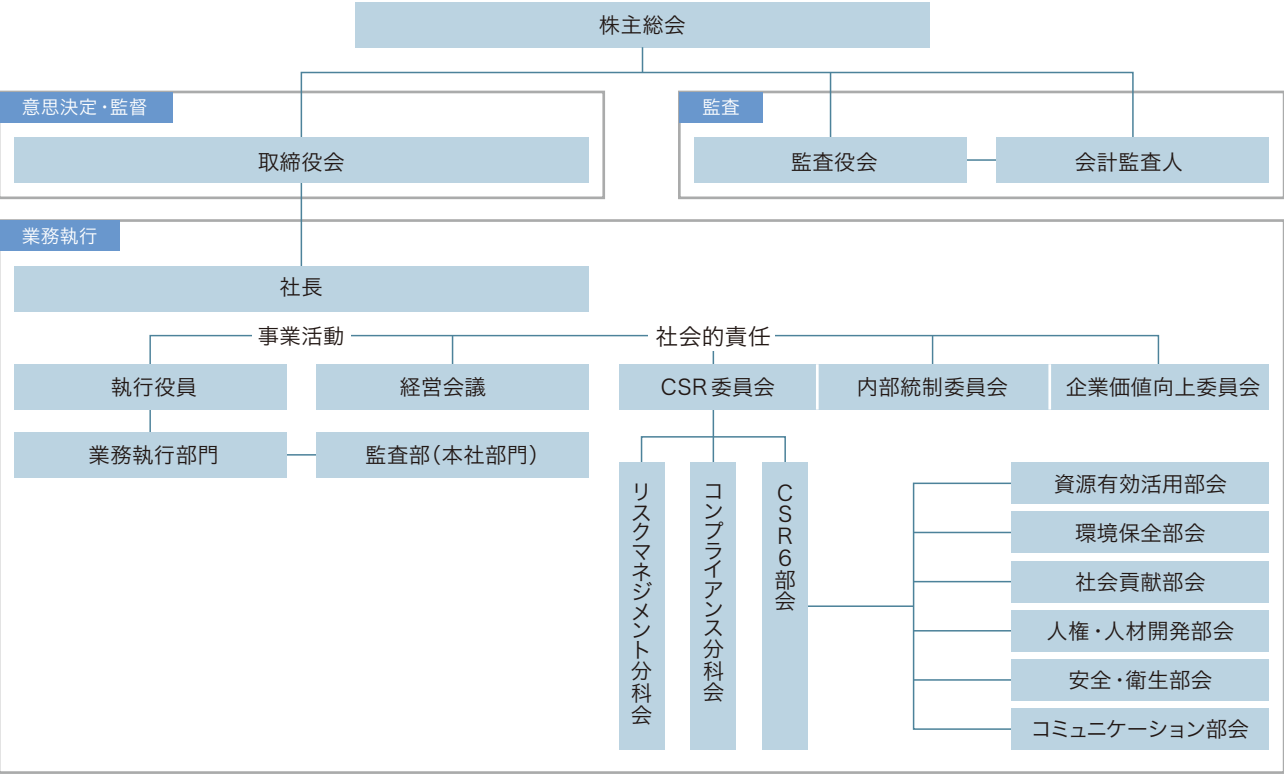 株主総会
意思決定・監督
取締役会
監査
監査役会
会計監査人
業務執行
社長
事業活動
社会的責任
執行役員
経営会議
CSR委員会
内部統制委員会
企業価値向上委員会
業務執行部門
監査部(本社部門)
リスクマネジメント分科会
コンプライアンス分科会
CSR6部会
資源有効活用部会
環境保全部会
社会貢献部会
人権・人材開発部会
安全・衛生部会
コミュニケーション部会